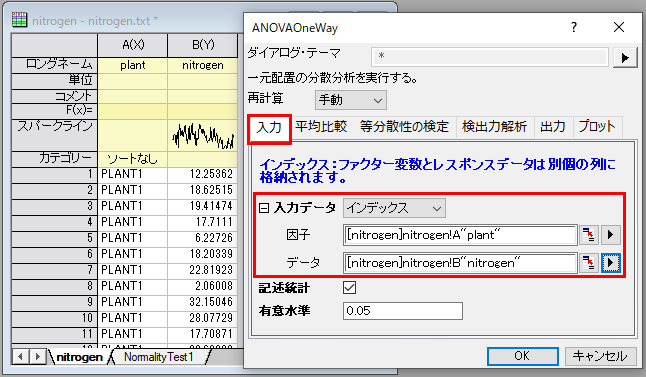 nitrogen - nitrogen.txt *
A(X) B(Y)
ロングネーム plant nitrogen
単位
コメント
F(x)=
スパークライン
カテゴリー ソートなし
1 PLANT1 12.25362
2 PLANT1 18.62515
3 PLANT1 19.41474
4 PLANT1 17.7111
5 PLANT1 6.22726
6 PLANT1 18.20339
7 PLANT1 22.81923
8 PLANT1 2.06008
9 PLANT1 32.15046
10 PLANT1 28.07729
11 PLANT1 17.70871
nitrogen NormalityTest1
ANOVAOneWay
ダイアログ・テーマ *
一元配置の分散分析を実行する。
再計算 手動
入力 平均比較 等分散性の検定 検出力解析 出力 プロット
インデックス:ファクター変数とレスポンスデータは別個の列に
格納されます。
入力データ インデックス
因子 [nitrogen]nitrogen!A"plant"
データ [nitrogen]nitrogen!B"nitrogen"
記述統計
有意水準 0.05
OK キャンセル